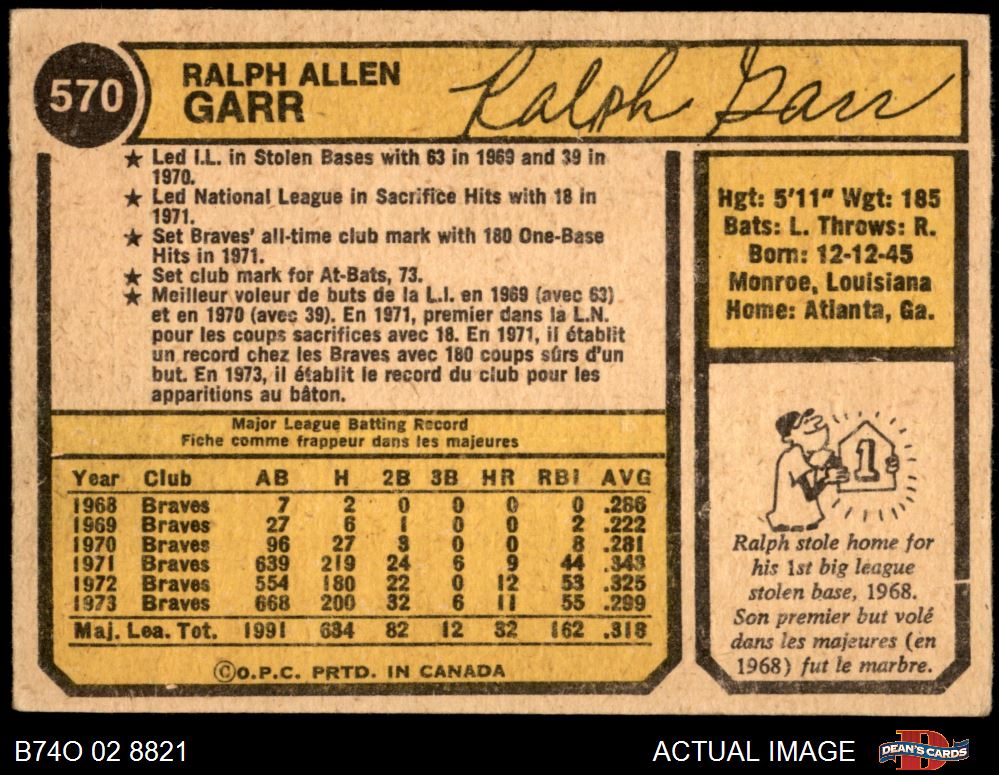 570
RALPH ALLEN
GARR
Ralph Garr
★ Led I.L. in Stolen Bases with 63 in 1969 and 39 in
1970.
★ Led National League in Sacrifice Hits with 18 in
1971.
★ Set Braves' all-time club mark with 180 One-Base
Hits in 1971.
★ Set club mark for At-Bats, 73.
★ Meilleur voleur de buts de la L.I. en 1969 (avec 63)
et en 1970 (avec 39). En 1971, premier dans la L.N.
pour les coups sacrifices avec 18. En 1971, il établit
un record chez les Braves avec 180 coups sûrs d'un
but. En 1973, il établit le record du club pour les
apparitions au bâton.
Major League Batting Record
Fiche comme frappeur dans les majeures
Year Club AB H 2B 3B HR RBI AVG
1968 Braves 7 2 0 0 0 0 .286
1969 Braves 27 6 1 0 0 2 .222
1970 Braves 96 27 3 0 0 8 .281
1971 Braves 639 219 24 6 9 44 .343
1972 Braves 554 180 22 0 12 53 .325
1973 Braves 668 200 32 6 11 55 .299
Maj. Lea. Tot. 1991 634 82 12 32 162 .318
©O.P.C. PRTD. IN CANADA
Hgt: 5'11" Wgt: 185
Bats: L. Throws: R.
Born: 12-12-45
Monroe, Louisiana
Home: Atlanta, Ga.
1
Ralph stole home for
his 1st big league
stolen base, 1968.
Son premier but volé
dans les majeures (en
1968) fut le marbre.
B74O 02 8821
ACTUAL IMAGE
D
DEAN'S CARDS